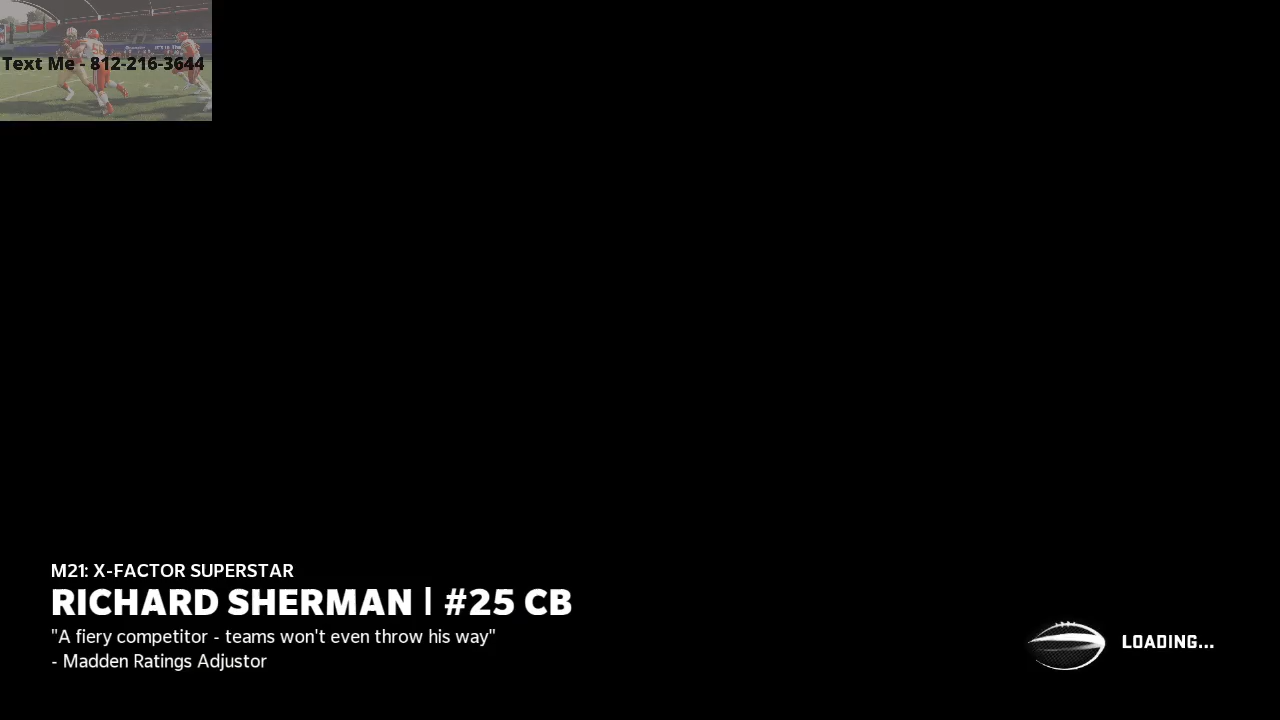 Text Me - 812-216-3644
M21: X-FACTOR SUPERSTAR
RICHARD SHERMAN | #25 CB
"A fiery competitor - teams won't even throw his way"
- Madden Ratings Adjustor
LOADING...